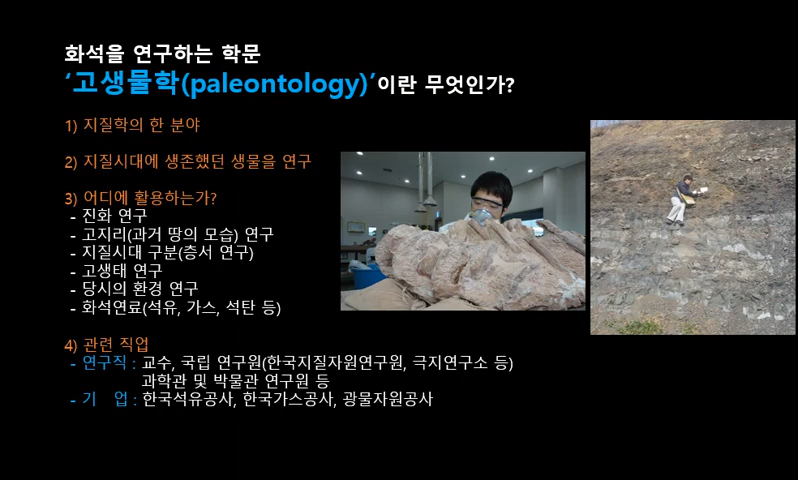 화석을 연구하는 학문
‘고생물학(paleontology)’이란 무엇인가?
1) 지질학의 한 분야
2) 지질시대에 생존했던 생물을 연구
3) 어디에 활용하는가?
- 진화 연구
- 고지리(과거 땅의 모습) 연구
- 지질시대 구분(층서 연구)
- 고생태 연구
- 당시의 환경 연구
- 화석연료(석유, 가스, 석탄 등)
4) 관련 직업
- 연구직 : 교수, 국립 연구원(한국지질자원연구원, 극지연구소 등)
과학관 및 박물관 연구원 등
- 기 업 : 한국석유공사, 한국가스공사, 광물자원공사